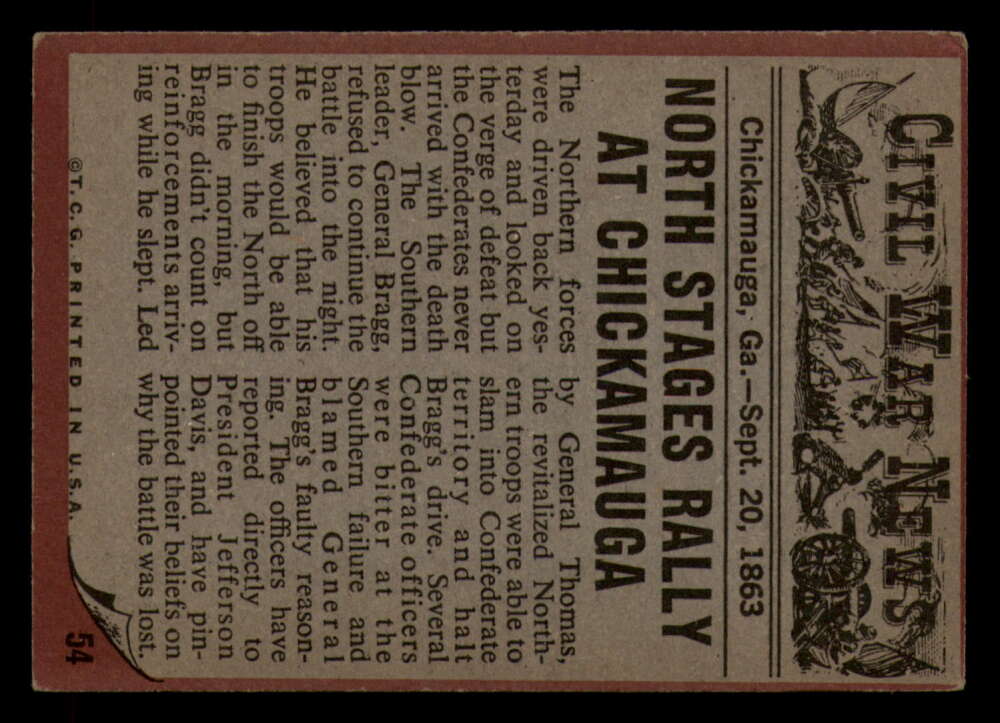 CIVIL WAR NEWS
Chickamauga, Ga.—Sept. 20, 1863
NORTH STAGES RALLY
AT CHICKAMAUGA
The Northern forces
were driven back yes-
terday and looked on
the verge of defeat but
the Confederates never
arrived with the death
blow. The Southern
leader, General Bragg,
refused to continue the
battle into the night.
He believed that his
troops would be able
to finish the North off
in the morning, but
Bragg didn't count on
reinforcements arriv-
ing while he slept. Led
by General Thomas,
the revitalized North-
ern troops were able to
slam into Confederate
territory and halt
Bragg's drive. Several
Confederate officers
were bitter at the
Southern failure and
blamed General
Bragg's faulty reason-
ing. The officers have
reported directly to
President Jefferson
Davis, and have pin-
pointed their beliefs on
why the battle was lost.
©T.C.G. PRINTED IN U.S.A.
54